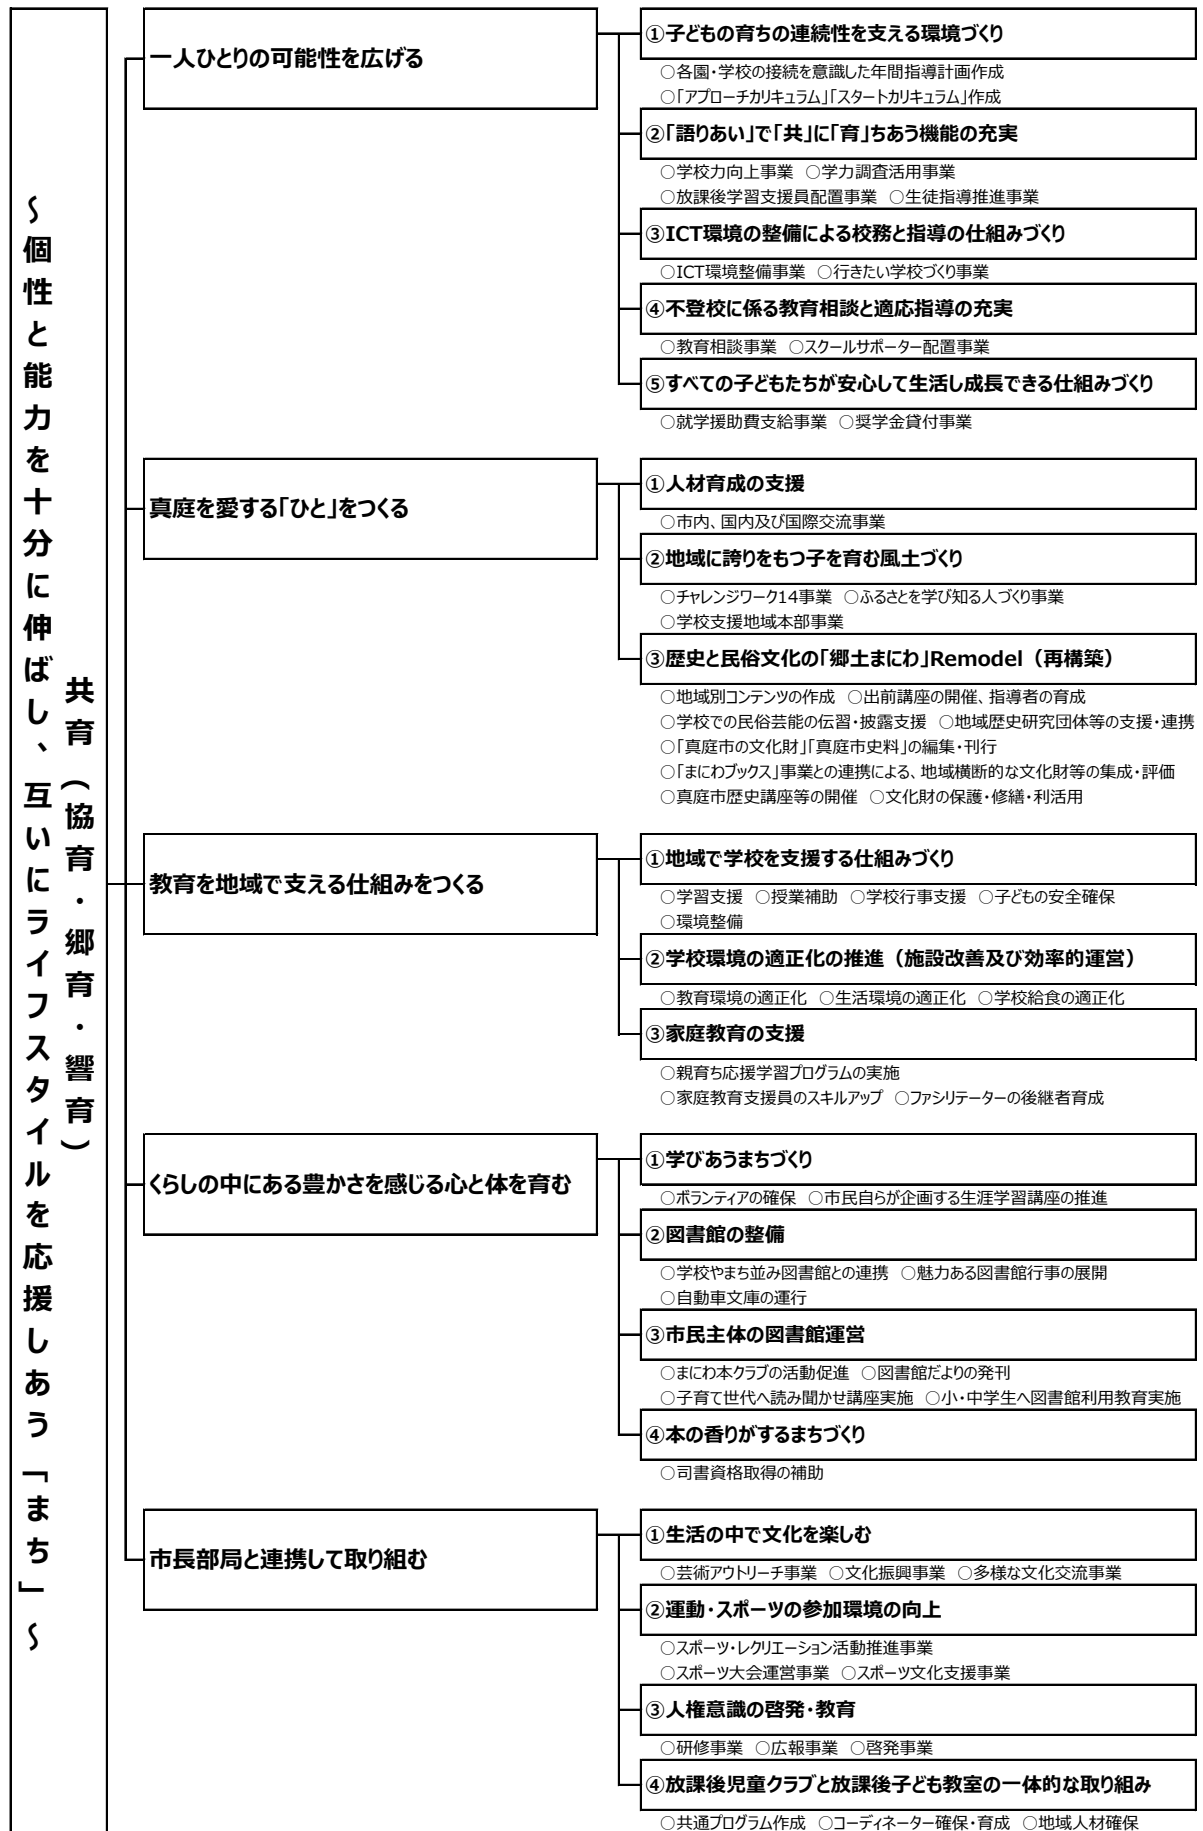 共育（協育・郷育・響育）
～個性と能力を十分に伸ばし、互いにライフスタイルを応援しあう「まち」～
一人ひとりの可能性を広げる
①子どもの育ちの連続性を支える環境づくり
○各園・学校の接続を意識した年間指導計画作成
○「アプローチカリキュラム」「スタートカリキュラム」作成
②「語りあい」で「共」に「育」ちあう機能の充実
○学校力向上事業 ○学力調査活用事業
○放課後学習支援員配置事業 ○生徒指導推進事業
③ICT環境の整備による校務と指導の仕組みづくり
○ICT環境整備事業 ○行きたい学校づくり事業
④不登校に係る教育相談と適応指導の充実
○教育相談事業 ○スクールサポーター配置事業
⑤すべての子どもたちが安心して生活し成長できる仕組みづくり
○就学援助費支給事業 ○奨学金貸付事業
真庭を愛する「ひと」をつくる
①人材育成の支援
○市内、国内及び国際交流事業
②地域に誇りをもつ子を育む風土づくり
○チャレンジワーク14事業 ○ふるさとを学び知る人づくり事業
○学校支援地域本部事業
③歴史と民俗文化の「郷土まにわ」Remodel（再構築）
○地域別コンテンツの作成 ○出前講座の開催、指導者の育成
○学校での民俗芸能の伝習・披露支援 ○地域歴史研究団体等の支援・連携
○「真庭市の文化財」「真庭市史料」の編集・刊行
○「まにわブックス」事業との連携による、地域横断的な文化財等の集成・評価
○真庭市歴史講座等の開催 ○文化財の保護・修繕・利活用
教育を地域で支える仕組みをつくる
①地域で学校を支援する仕組みづくり
○学習支援 ○授業補助 ○学校行事支援 ○子どもの安全確保
○環境整備
②学校環境の適正化の推進（施設改善及び効率的運営）
○教育環境の適正化 ○生活環境の適正化 ○学校給食の適正化
③家庭教育の支援
○親育ち応援学習プログラムの実施
○家庭教育支援員のスキルアップ ○ファシリテーターの後継者育成
くらしの中にある豊かさを感じる心と体を育む
①学びあうまちづくり
○ボランティアの確保 ○市民自らが企画する生涯学習講座の推進
②図書館の整備
○学校やまち並み図書館との連携 ○魅力ある図書館行事の展開
○自動車文庫の運行
③市民主体の図書館運営
○まにわ本クラブの活動促進 ○図書館だよりの発刊
○子育て世代へ読み聞かせ講座実施 ○小・中学生へ図書館利用教育実施
④本の香りがするまちづくり
○司書資格取得の補助
市長部局と連携して取り組む
①生活の中で文化を楽しむ
○芸術アウトリーチ事業 ○文化振興事業 ○多様な文化交流事業
②運動・スポーツの参加環境の向上
○スポーツ・レクリエーション活動推進事業
○スポーツ大会運営事業 ○スポーツ文化支援事業
③人権意識の啓発・教育
○研修事業 ○広報事業 ○啓発事業
④放課後児童クラブと放課後子ども教室の一体的な取り組み
○共通プログラム作成 ○コーディネーター確保・育成 ○地域人材確保